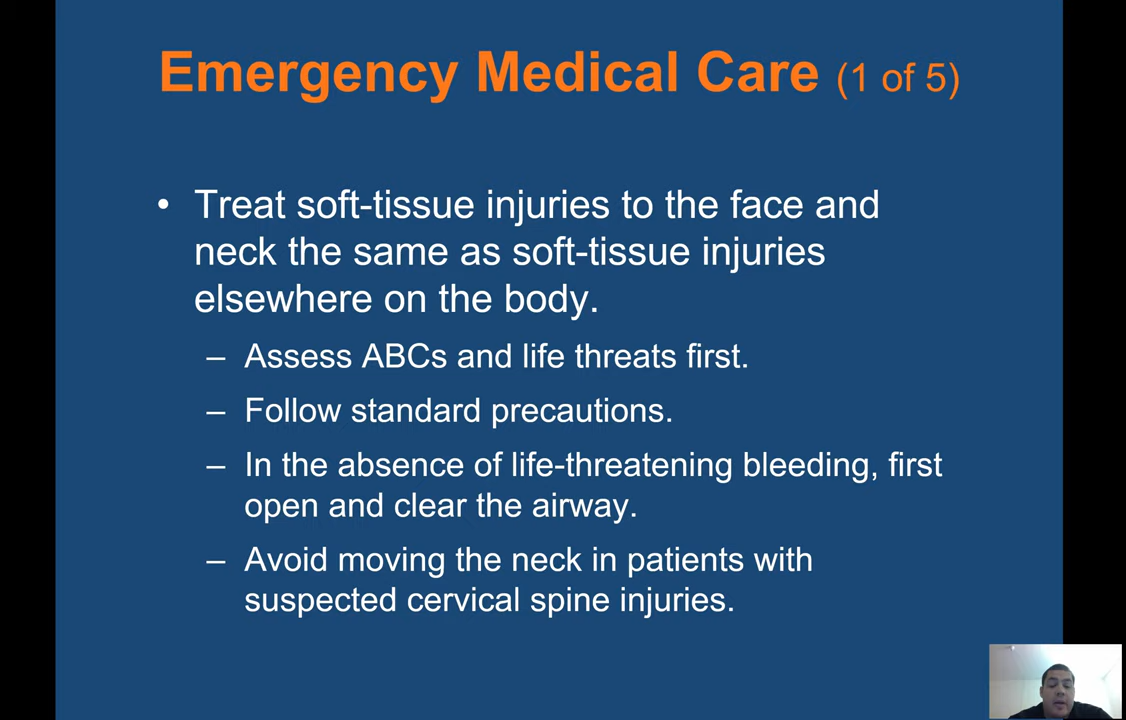 Emergency Medical Care (1 of 5)
• Treat soft-tissue injuries to the face and
neck the same as soft-tissue injuries
elsewhere on the body.
– Assess ABCs and life threats first.
– Follow standard precautions.
– In the absence of life-threatening bleeding, first
open and clear the airway.
– Avoid moving the neck in patients with
suspected cervical spine injuries.